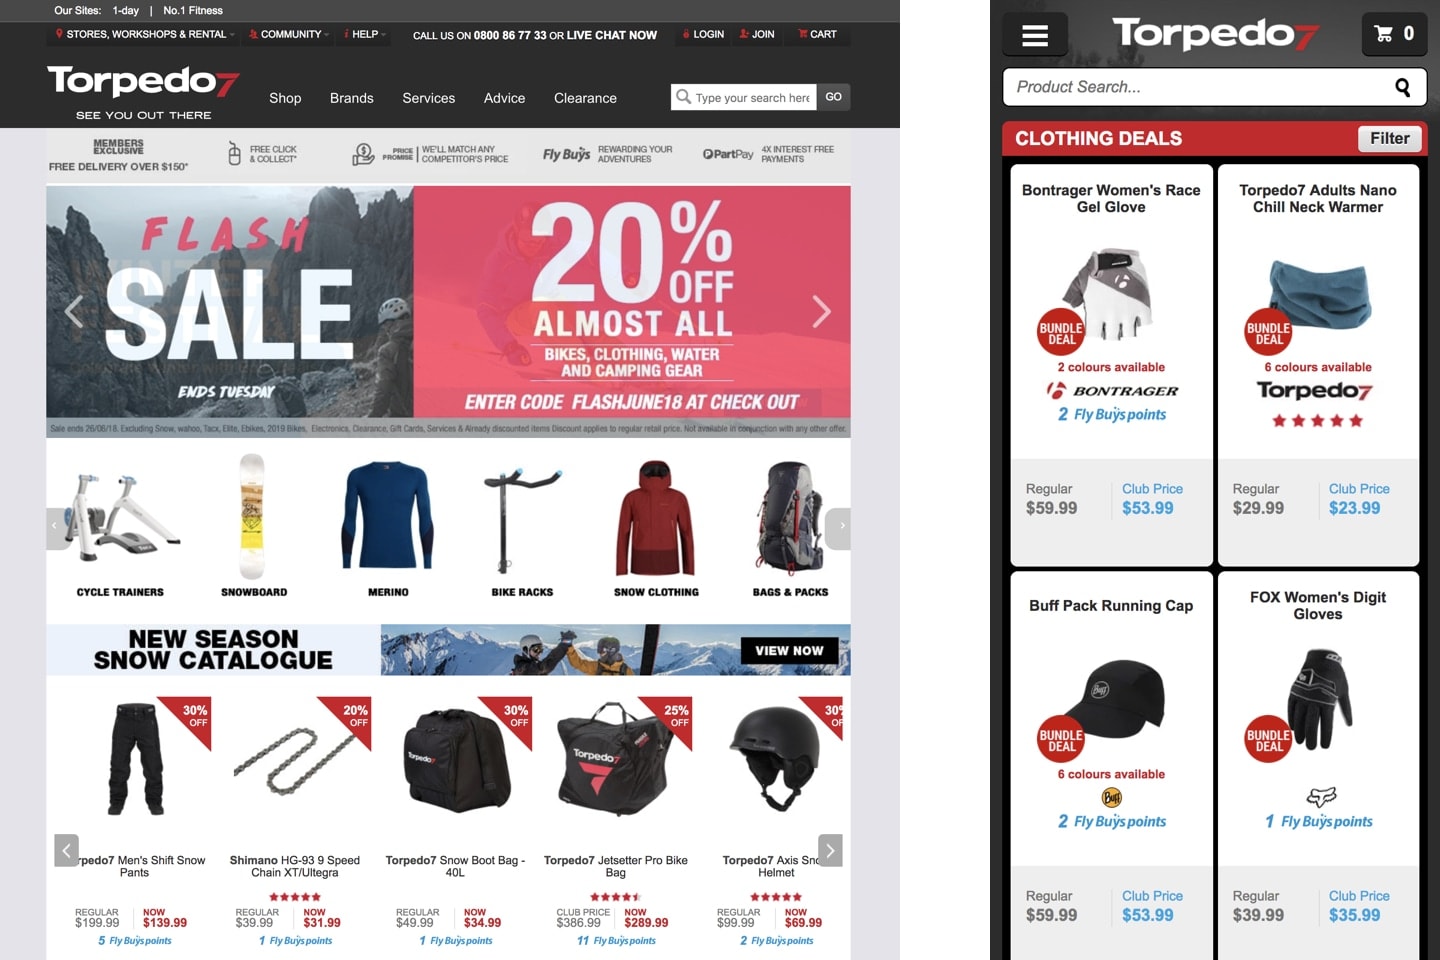 Our Sites: 1-day | No.1 Fitness
STORES, WORKSHOPS & RENTAL COMMUNITY HELP CALL US ON 0800 86 77 33 OR LIVE CHAT NOW LOGIN JOIN CART
Torpedo7
SEE YOU OUT THERE
Shop Brands Services Advice Clearance
Type your search here GO
MEMBERS EXCLUSIVE
FREE DELIVERY OVER $150*
FREE CLICK
& COLLECT*
PRICE PROMISE
WE'LL MATCH ANY
COMPETITOR'S PRICE
Fly Buys
REWARDING YOUR
ADVENTURES
PartPay
4X INTEREST FREE
PAYMENTS
FLASH
SALE
ENDS TUESDAY
20% OFF
ALMOST ALL
BIKES, CLOTHING, WATER
AND CAMPING GEAR
ENTER CODE FLASHJUNE18 AT CHECK OUT
Sale ends 26/06/18. Excluding Snow, wahoo, Tacx, Elite, Ebikes, 2019 Bikes, Electronics, Clearance, Gift Cards, Services & Already discounted items Discount applies to regular retail price. Not available in conjunction with any other offer.
CYCLE TRAINERS
SNOWBOARD
MERINO
BIKE RACKS
SNOW CLOTHING
BAGS & PACKS
NEW SEASON
SNOW CATALOGUE
VIEW NOW
30% OFF
rpedo7 Men's Shift Snow
Pants
REGULAR NOW
$199.99 $139.99
5 Fly Buys points
20% OFF
Shimano HG-93 9 Speed
Chain XT/Ultegra
REGULAR NOW
$39.99 $31.99
1 Fly Buys points
30% OFF
Torpedo7
Torpedo7 Snow Boot Bag -
40L
REGULAR NOW
$49.99 $34.99
1 Fly Buys points
25% OFF
Torpedo7
Torpedo7 Jetsetter Pro Bike
Bag
CLUB PRICE NOW
$386.99 $289.99
11 Fly Buys points
30% OFF
Torpedo7 Axis Sno
Helmet
REGULAR NOW
$99.99 $69.99
2 Fly Buys points
Torpedo7
0
Product Search...
CLOTHING DEALS
Filter
Bontrager Women's Race
Gel Glove
BUNDLE
DEAL
2 colours available
BONTRAGER
2 Fly Buys points
Regular Club Price
$59.99 $53.99
Torpedo7 Adults Nano
Chill Neck Warmer
BUNDLE
DEAL
6 colours available
Torpedo7
Regular Club Price
$29.99 $23.99
Buff Pack Running Cap
Buff
BUNDLE
DEAL
6 colours available
Buff
2 Fly Buys points
Regular Club Price
$59.99 $53.99
FOX Women's Digit
Gloves
BUNDLE
DEAL
1 Fly Buys points
Regular Club Price
$39.99 $35.99